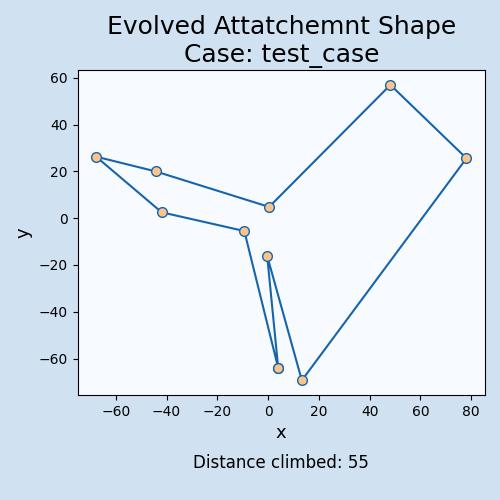 Evolved Attatchemnt Shape
Case: test_case
60
40
20
0
−20
−40
−60
y
−60 −40 −20 0 20 40 60 80
x
Distance climbed: 55